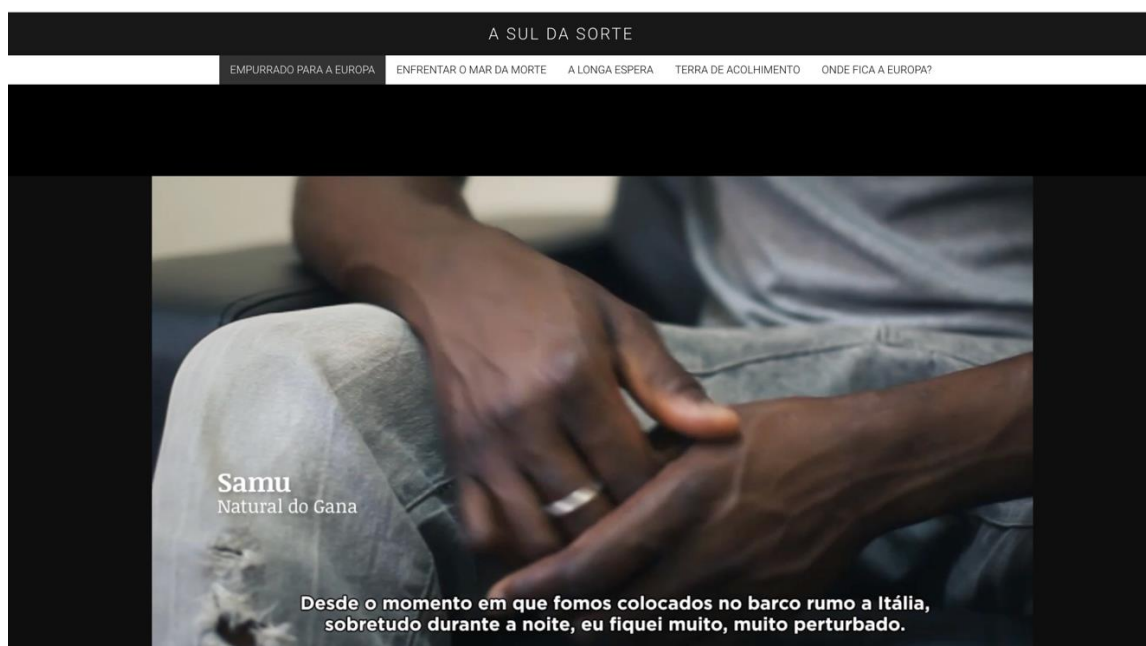 A SUL DA SORTE
EMPURRADO PARA A EUROPA ENFRENTAR O MAR DA MORTE A LONGA ESPERA TERRA DE ACOLHIMENTO ONDE FICA A EUROPA?
Samu
Natural do Gana
Desde o momento em que fomos colocados no barco rumo a Itália,
sobretudo durante a noite, eu fiquei muito, muito perturbado.